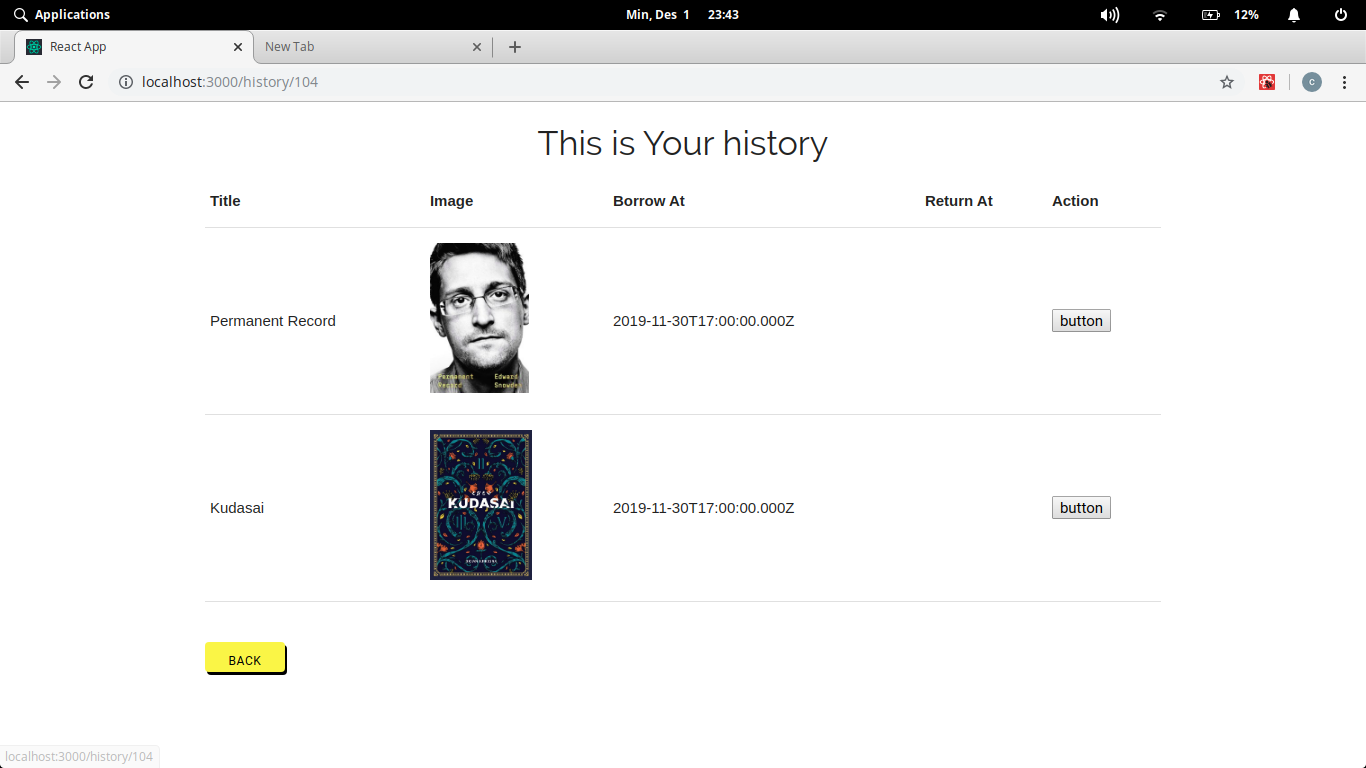 Applications Min, Des 1 23:43 12%
React App New Tab
localhost:3000/history/104 c
This is Your history
Title Image Borrow At Return At Action
Permanent Record 2019-11-30T17:00:00.000Z button
Permanent Edward
Record Snowden
Kudasai 2019-11-30T17:00:00.000Z button
KUDASAI
BACK
localhost:3000/history/104